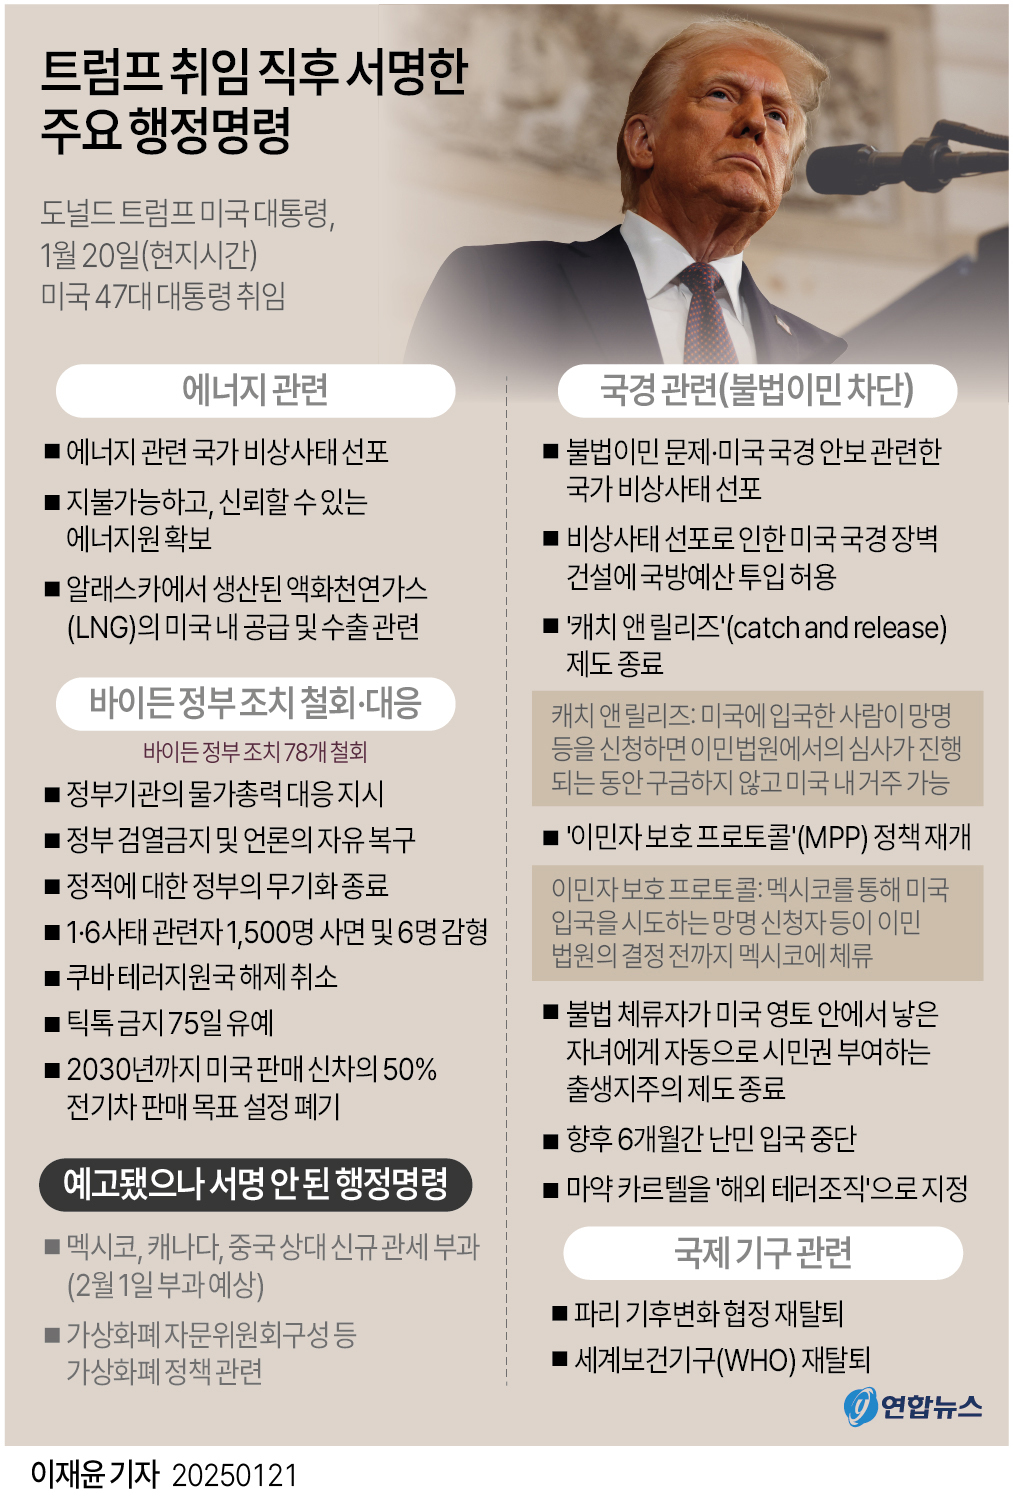 트럼프 취임 직후 서명한
주요 행정명령
도널드 트럼프 미국 대통령,
1월 20일(현지시간)
미국 47대 대통령 취임
에너지 관련
■ 에너지 관련 국가 비상사태 선포
■ 지불가능하고, 신뢰할 수 있는
에너지원 확보
■ 알래스카에서 생산된 액화천연가스
(LNG)의 미국 내 공급 및 수출 관련
바이든 정부 조치 철회·대응
바이든 정부 조치 78개 철회
■ 정부기관의 물가총력 대응 지시
■ 정부 검열금지 및 언론의 자유 복구
■ 정적에 대한 정부의 무기화 종료
■ 1·6사태 관련자 1,500명 사면 및 6명 감형
■ 쿠바 테러지원국 해제 취소
■ 틱톡 금지 75일 유예
■ 2030년까지 미국 판매 신차의 50%
전기차 판매 목표 설정 폐기
예고됐으나 서명 안 된 행정명령
■ 멕시코, 캐나다, 중국 상대 신규 관세 부과
(2월 1일 부과 예상)
■ 가상화폐 자문위원회구성 등
가상화폐 정책 관련
국경 관련(불법이민 차단)
■ 불법이민 문제·미국 국경 안보 관련한
국가 비상사태 선포
■ 비상사태 선포로 인한 미국 국경 장벽
건설에 국방예산 투입 허용
■ '캐치 앤 릴리즈'(catch and release)
제도 종료
캐치 앤 릴리즈: 미국에 입국한 사람이 망명
등을 신청하면 이민법원에서의 심사가 진행
되는 동안 구금하지 않고 미국 내 거주 가능
■ '이민자 보호 프로토콜'(MPP) 정책 재개
이민자 보호 프로토콜: 멕시코를 통해 미국
입국을 시도하는 망명 신청자 등이 이민
법원의 결정 전까지 멕시코에 체류
■ 불법 체류자가 미국 영토 안에서 낳은
자녀에게 자동으로 시민권 부여하는
출생지주의 제도 종료
■ 향후 6개월간 난민 입국 중단
■ 마약 카르텔을 '해외 테러조직'으로 지정
국제 기구 관련
■ 파리 기후변화 협정 재탈퇴
■ 세계보건기구(WHO) 재탈퇴
연합뉴스
이재윤 기자 20250121